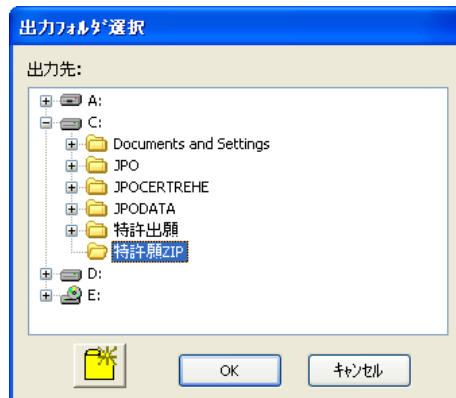 出力ﾌｫﾙﾀﾞ選択
出力先:
A:
C:
Documents and Settings
JPO
JPOCERTREHE
JPODATA
特許出願
特許願ZIP
D:
E:
OK
ｷｬﾝｾﾙ